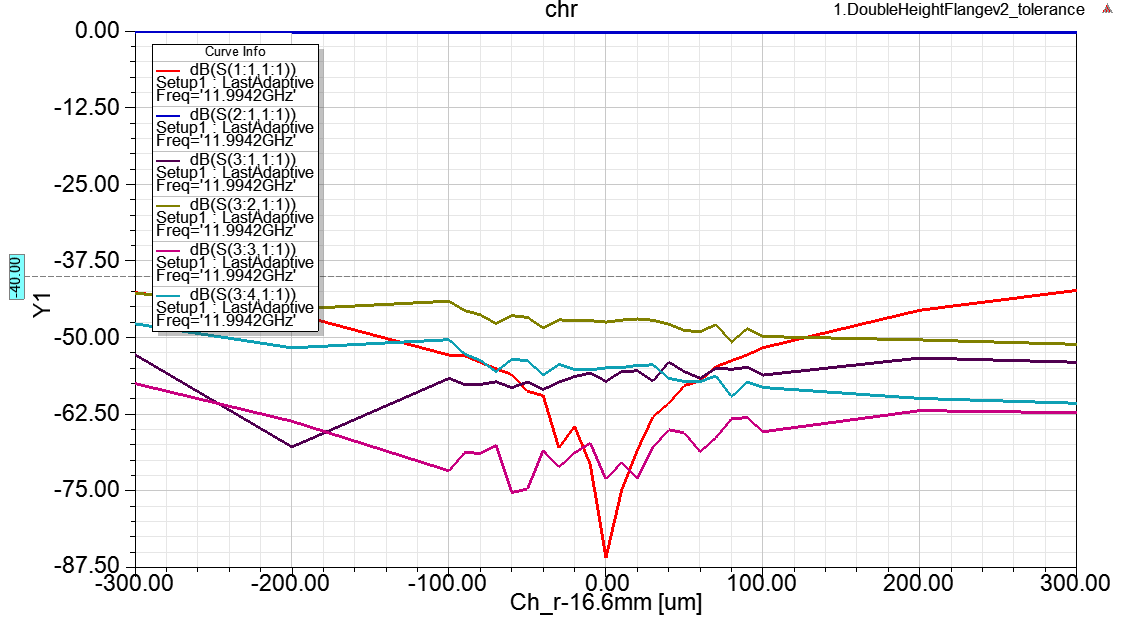 chr
1.DoubleHeightFlangev2_tolerance
0.00
-12.50
-25.00
-37.50
-50.00
-62.50
-75.00
-87.50
-40.00
Y1
Curve Info
dB(S(1:1,1:1))
Setup1 : LastAdaptive
Freq='11.9942GHz'
dB(S(2:1,1:1))
Setup1 : LastAdaptive
Freq='11.9942GHz'
dB(S(3:1,1:1))
Setup1 : LastAdaptive
Freq='11.9942GHz'
dB(S(3:2,1:1))
Setup1 : LastAdaptive
Freq='11.9942GHz'
dB(S(3:3,1:1))
Setup1 : LastAdaptive
Freq='11.9942GHz'
dB(S(3:4,1:1))
Setup1 : LastAdaptive
Freq='11.9942GHz'
-300.00 -200.00 -100.00 0.00 100.00 200.00 300.00
Ch_r-16.6mm [um]